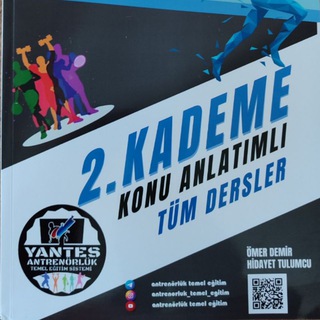 2. KADEME
KONU ANLATIMLI
TÜM DERSLER
YANTES
ANTRENÖRLÜK
TEMEL EĞİTİM SİSTEMİ
ÖMER DEMİR
HİDAYET TULUMCU
antrenörlük temel eğitim
antrenorluk_temel_egitim
antrenörlük temel eğitim